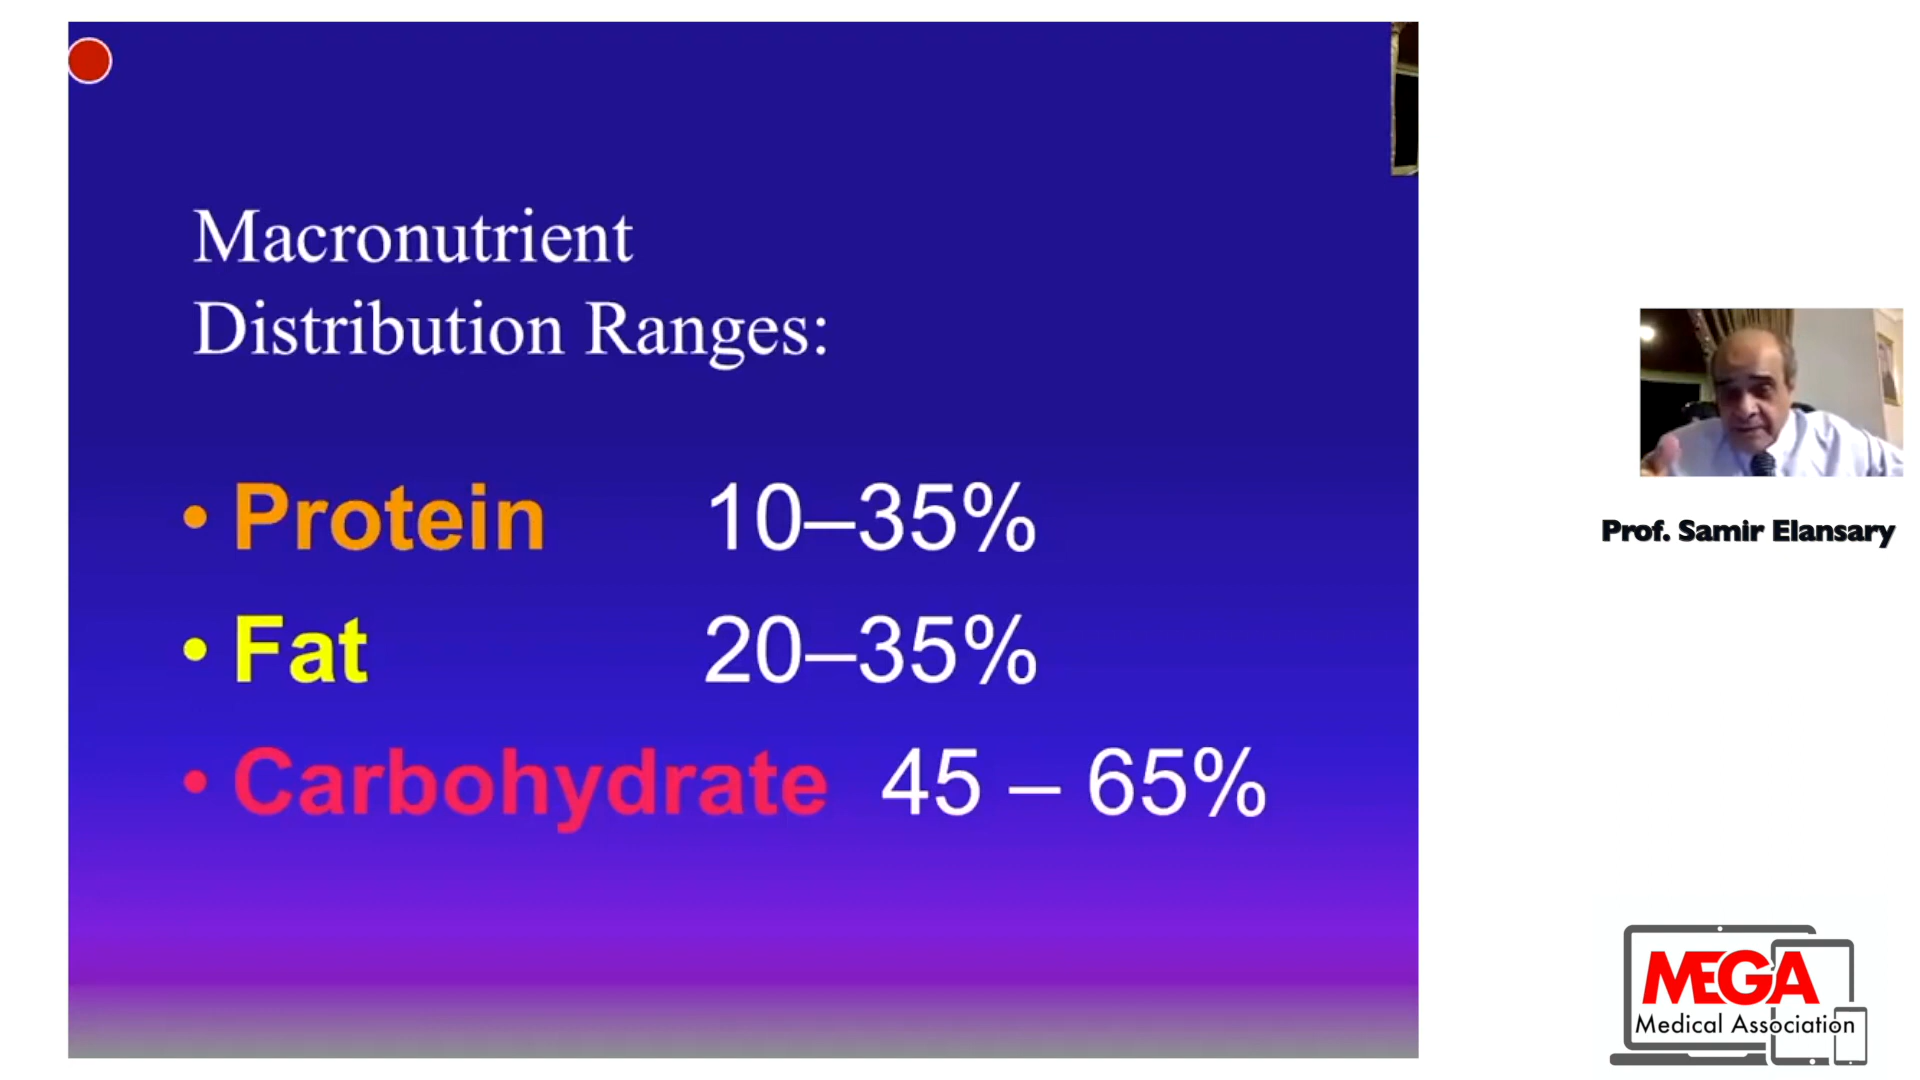 Macronutrient
Distribution Ranges:
• Protein 10–35%
• Fat 20–35%
• Carbohydrate 45 – 65%
Prof. Samir Elansary
MEGA
Medical Association